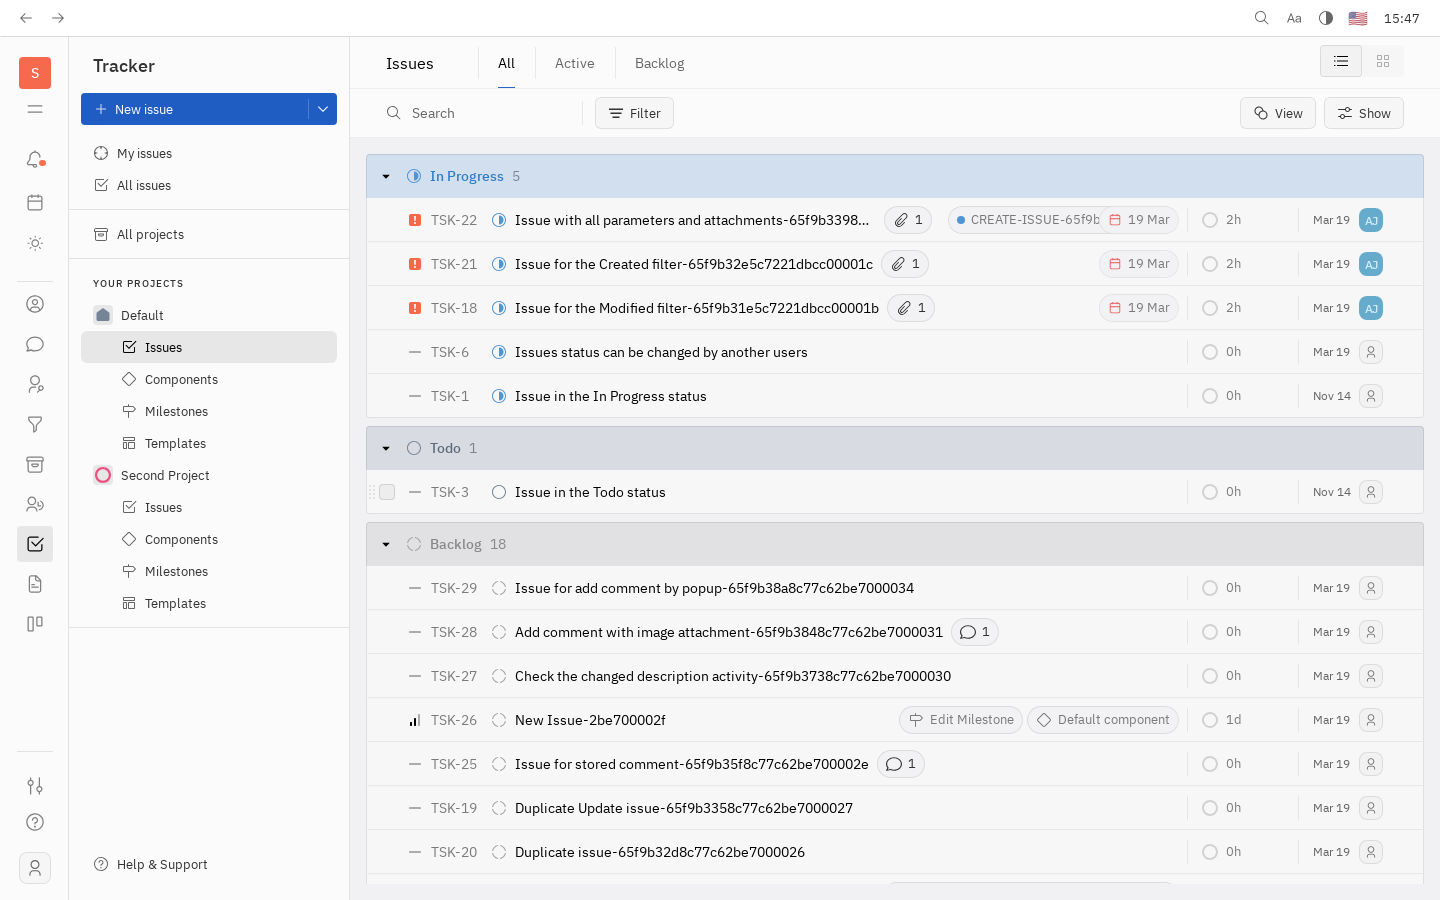 Aa 15:47
S
Tracker
New issue
My issues
All issues
All projects
YOUR PROJECTS
Default
Issues
Components
Milestones
Templates
Second Project
Issues
Components
Milestones
Templates
Help & Support
Issues All Active Backlog
Search Filter View Show
In Progress 5
TSK-22 Issue with all parameters and attachments-65f9b3398... 1 CREATE-ISSUE-65f9b 19 Mar 2h Mar 19 AJ
TSK-21 Issue for the Created filter-65f9b32e5c7221dbcc00001c 1 19 Mar 2h Mar 19 AJ
TSK-18 Issue for the Modified filter-65f9b31e5c7221dbcc00001b 1 19 Mar 2h Mar 19 AJ
TSK-6 Issues status can be changed by another users 0h Mar 19
TSK-1 Issue in the In Progress status 0h Nov 14
Todo 1
TSK-3 Issue in the Todo status 0h Nov 14
Backlog 18
TSK-29 Issue for add comment by popup-65f9b38a8c77c62be7000034 0h Mar 19
TSK-28 Add comment with image attachment-65f9b3848c77c62be7000031 1 0h Mar 19
TSK-27 Check the changed description activity-65f9b3738c77c62be7000030 0h Mar 19
TSK-26 New Issue-2be700002f Edit Milestone Default component 1d Mar 19
TSK-25 Issue for stored comment-65f9b35f8c77c62be700002e 1 0h Mar 19
TSK-19 Duplicate Update issue-65f9b3358c77c62be7000027 0h Mar 19
TSK-20 Duplicate issue-65f9b32d8c77c62be7000026 0h Mar 19